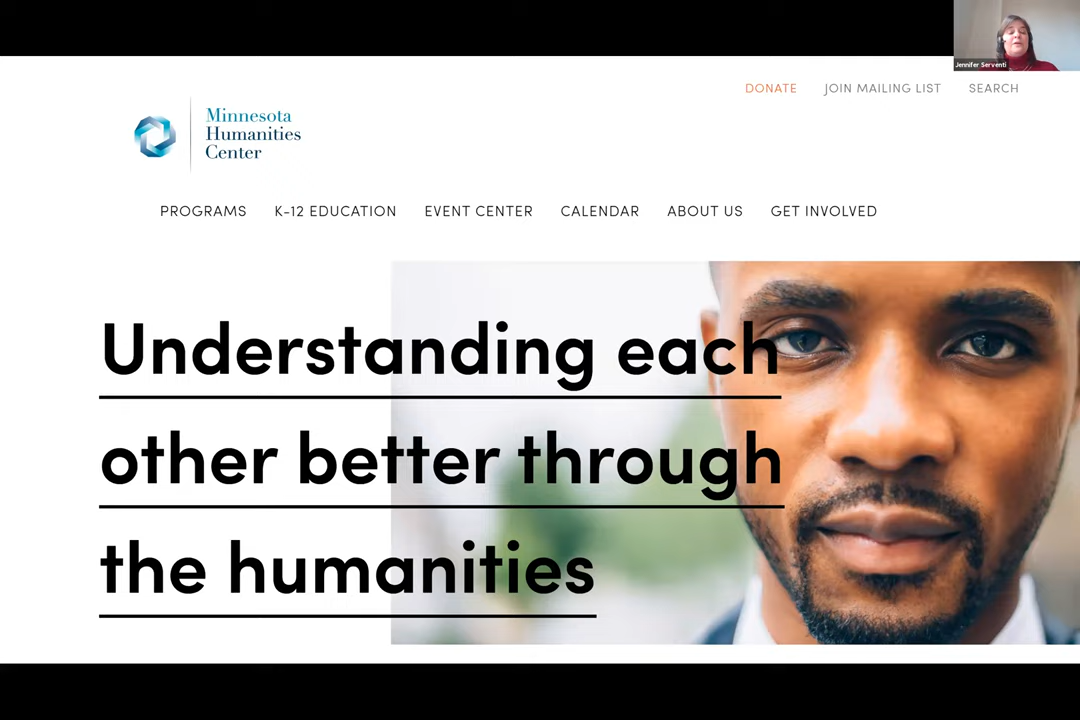 Jennifer Serventi
DONATE JOIN MAILING LIST SEARCH
Minnesota
Humanities
Center
PROGRAMS K-12 EDUCATION EVENT CENTER CALENDAR ABOUT US GET INVOLVED
Understanding each
other better through
the humanities